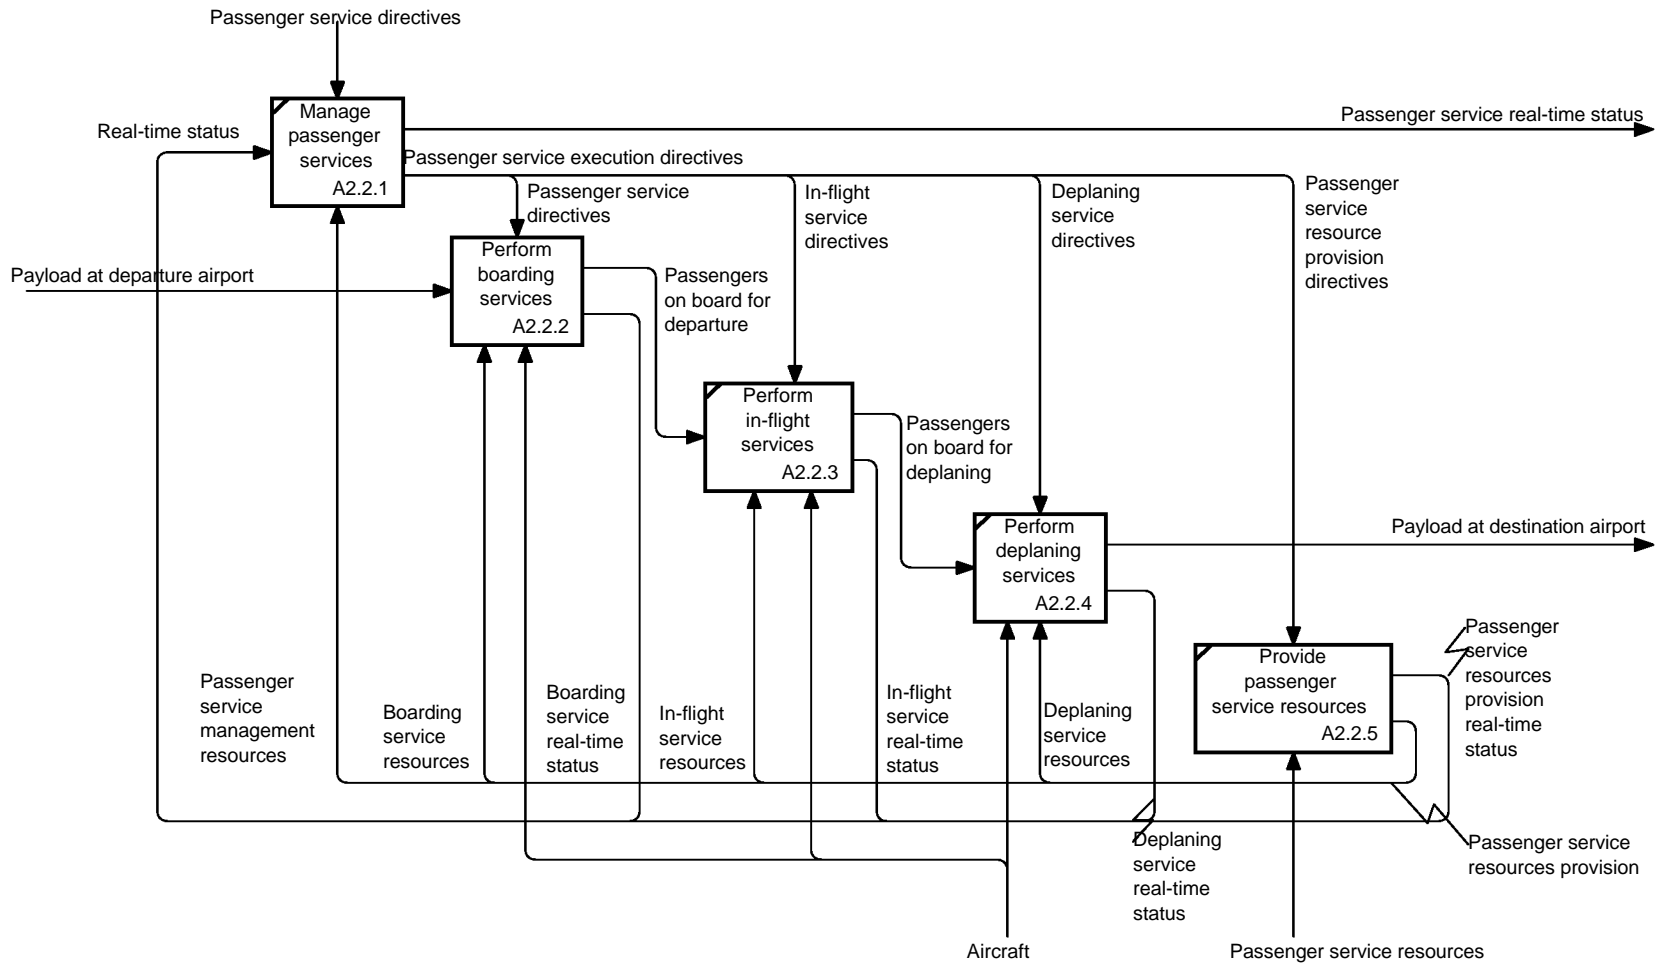 Passenger service directives
Manage
passenger
services
A2.2.1
Real-time status
Passenger service real-time status
Passenger service execution directives
Passenger service
directives
In-flight
service
directives
Deplaning
service
directives
Passenger
service
resource
provision
directives
Payload at departure airport
Perform
boarding
services
A2.2.2
Passengers
on board for
departure
Perform
in-flight
services
A2.2.3
Passengers
on board for
deplaning
Perform
deplaning
services
A2.2.4
Payload at destination airport
Provide
passenger
service resources
A2.2.5
Passenger
service
resources
provision
real-time
status
Passenger
service
management
resources
Boarding
service
resources
Boarding
service
real-time
status
In-flight
service
resources
In-flight
service
real-time
status
Deplaning
service
resources
Deplaning
service
real-time
status
Passenger service
resources provision
Aircraft
Passenger service resources